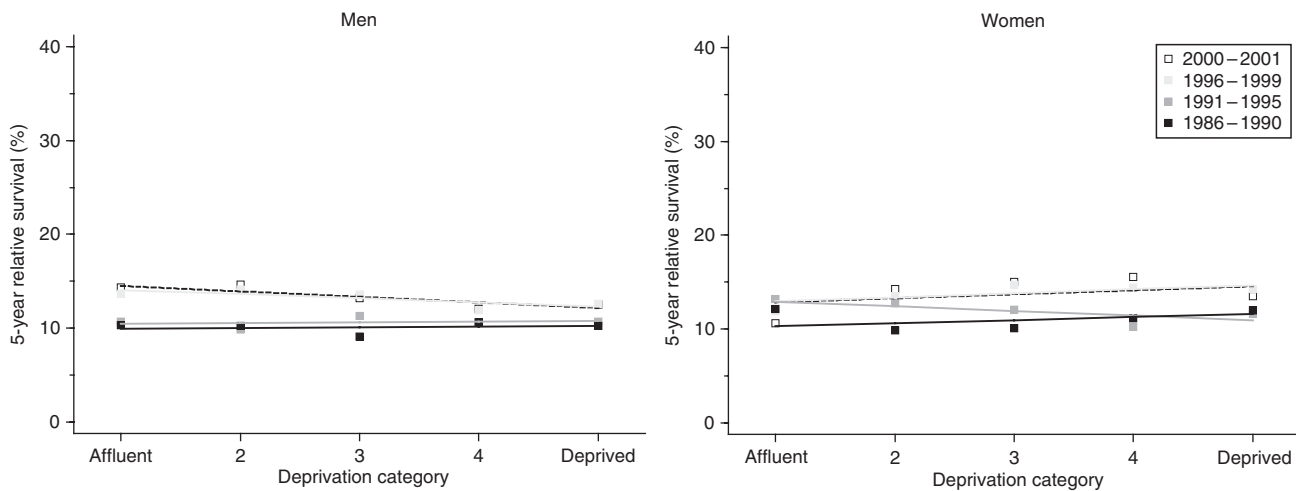 Men
40
30
20
10
0
5-year relative survival (%)
Affluent 2 3 4 Deprived
Deprivation category
Women
40
30
20
10
0
5-year relative survival (%)
Affluent 2 3 4 Deprived
Deprivation category
2000–2001
1996–1999
1991–1995
1986–1990